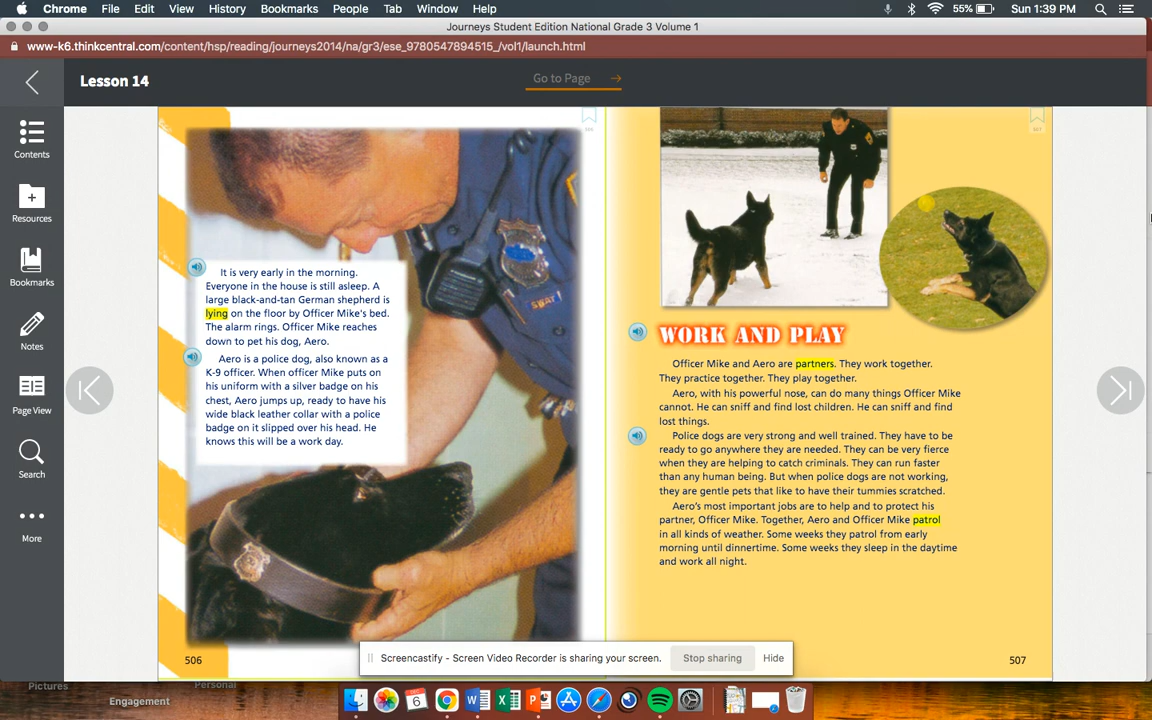 Chrome File Edit View History Bookmarks People Tab Window Help 55% Sun 1:39 PM
Journeys Student Edition National Grade 3 Volume 1
www-k6.thinkcentral.com/content/hsp/reading/journeys2014/na/gr3/ese_9780547894515_/vol1/launch.html
Lesson 14
Go to Page
Contents
Resources
Bookmarks
Notes
Page View
Search
More
It is very early in the morning.
Everyone in the house is still asleep. A
large black-and-tan German shepherd is
lying on the floor by Officer Mike's bed.
The alarm rings. Officer Mike reaches
down to pet his dog, Aero.
Aero is a police dog, also known as a
K-9 officer. When officer Mike puts on
his uniform with a silver badge on his
chest, Aero jumps up, ready to have his
wide black leather collar with a police
badge on it slipped over his head. He
knows this will be a work day.
SWAT
506
WORK AND PLAY
Officer Mike and Aero are partners. They work together.
They practice together. They play together.
Aero, with his powerful nose, can do many things Officer Mike
cannot. He can sniff and find lost children. He can sniff and find
lost things.
Police dogs are very strong and well trained. They have to be
ready to go anywhere they are needed. They can be very fierce
when they are helping to catch criminals. They can run faster
than any human being. But when police dogs are not working,
they are gentle pets that like to have their tummies scratched.
Aero's most important jobs are to help and to protect his
partner, Officer Mike. Together, Aero and Officer Mike patrol
in all kinds of weather. Some weeks they patrol from early
morning until dinnertime. Some weeks they sleep in the daytime
and work all night.
507
Screencastify - Screen Video Recorder is sharing your screen. Stop sharing Hide
Pictures
Personal
Engagement
6